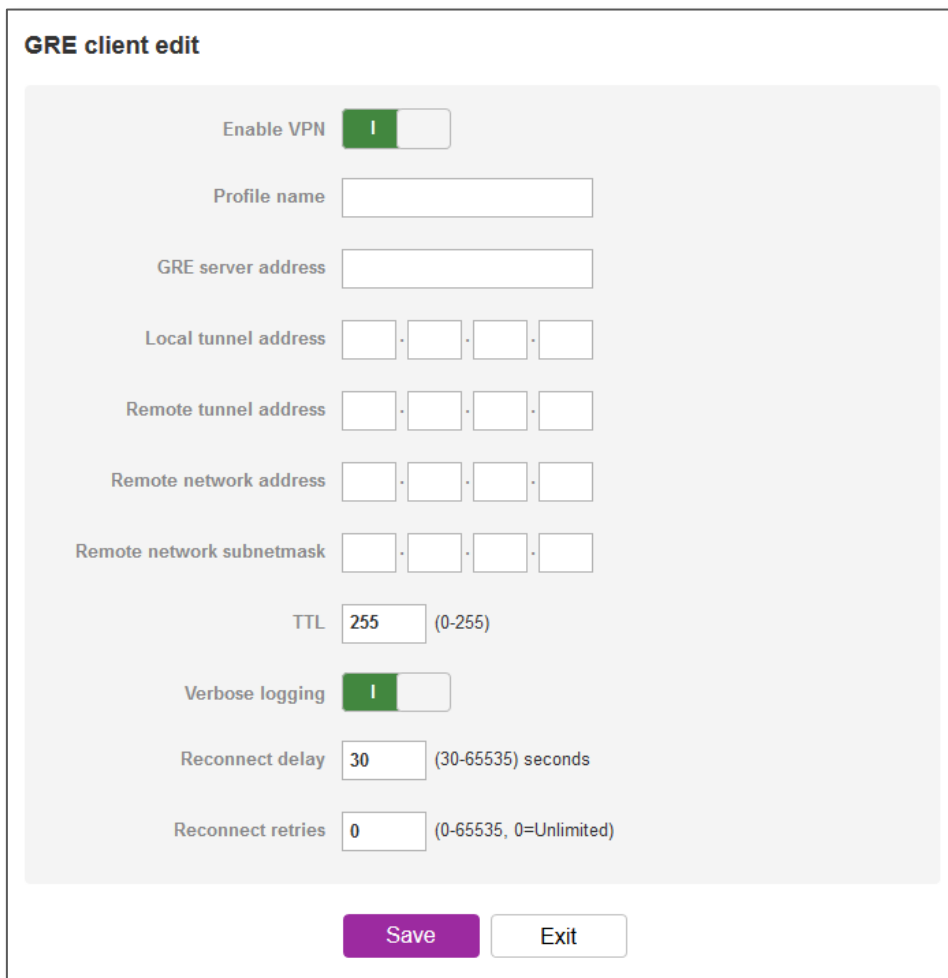 GRE client edit
Enable VPN I
Profile name
GRE server address
Local tunnel address . . .
Remote tunnel address . . .
Remote network address . . .
Remote network subnetmask . . .
TTL 255 (0-255)
Verbose logging I
Reconnect delay 30 (30-65535) seconds
Reconnect retries 0 (0-65535, 0=Unlimited)
Save Exit